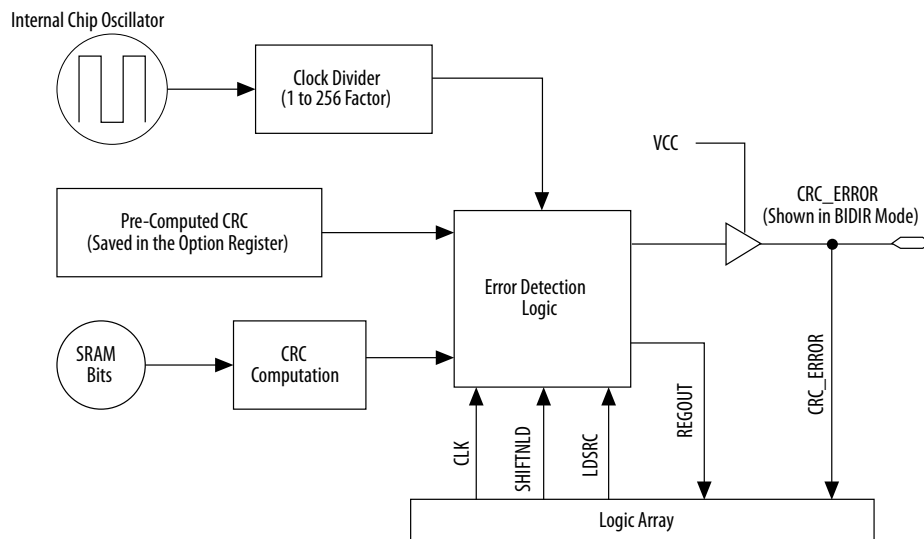 Internal Chip Oscillator
Clock Divider
(1 to 256 Factor)
VCC
CRC_ERROR
(Shown in BIDIR Mode)
Pre-Computed CRC
(Saved in the Option Register)
Error Detection
Logic
SRAM
Bits
CRC
Computation
CLK
SHIFTNLD
LDSRC
REGOUT
CRC_ERROR
Logic Array